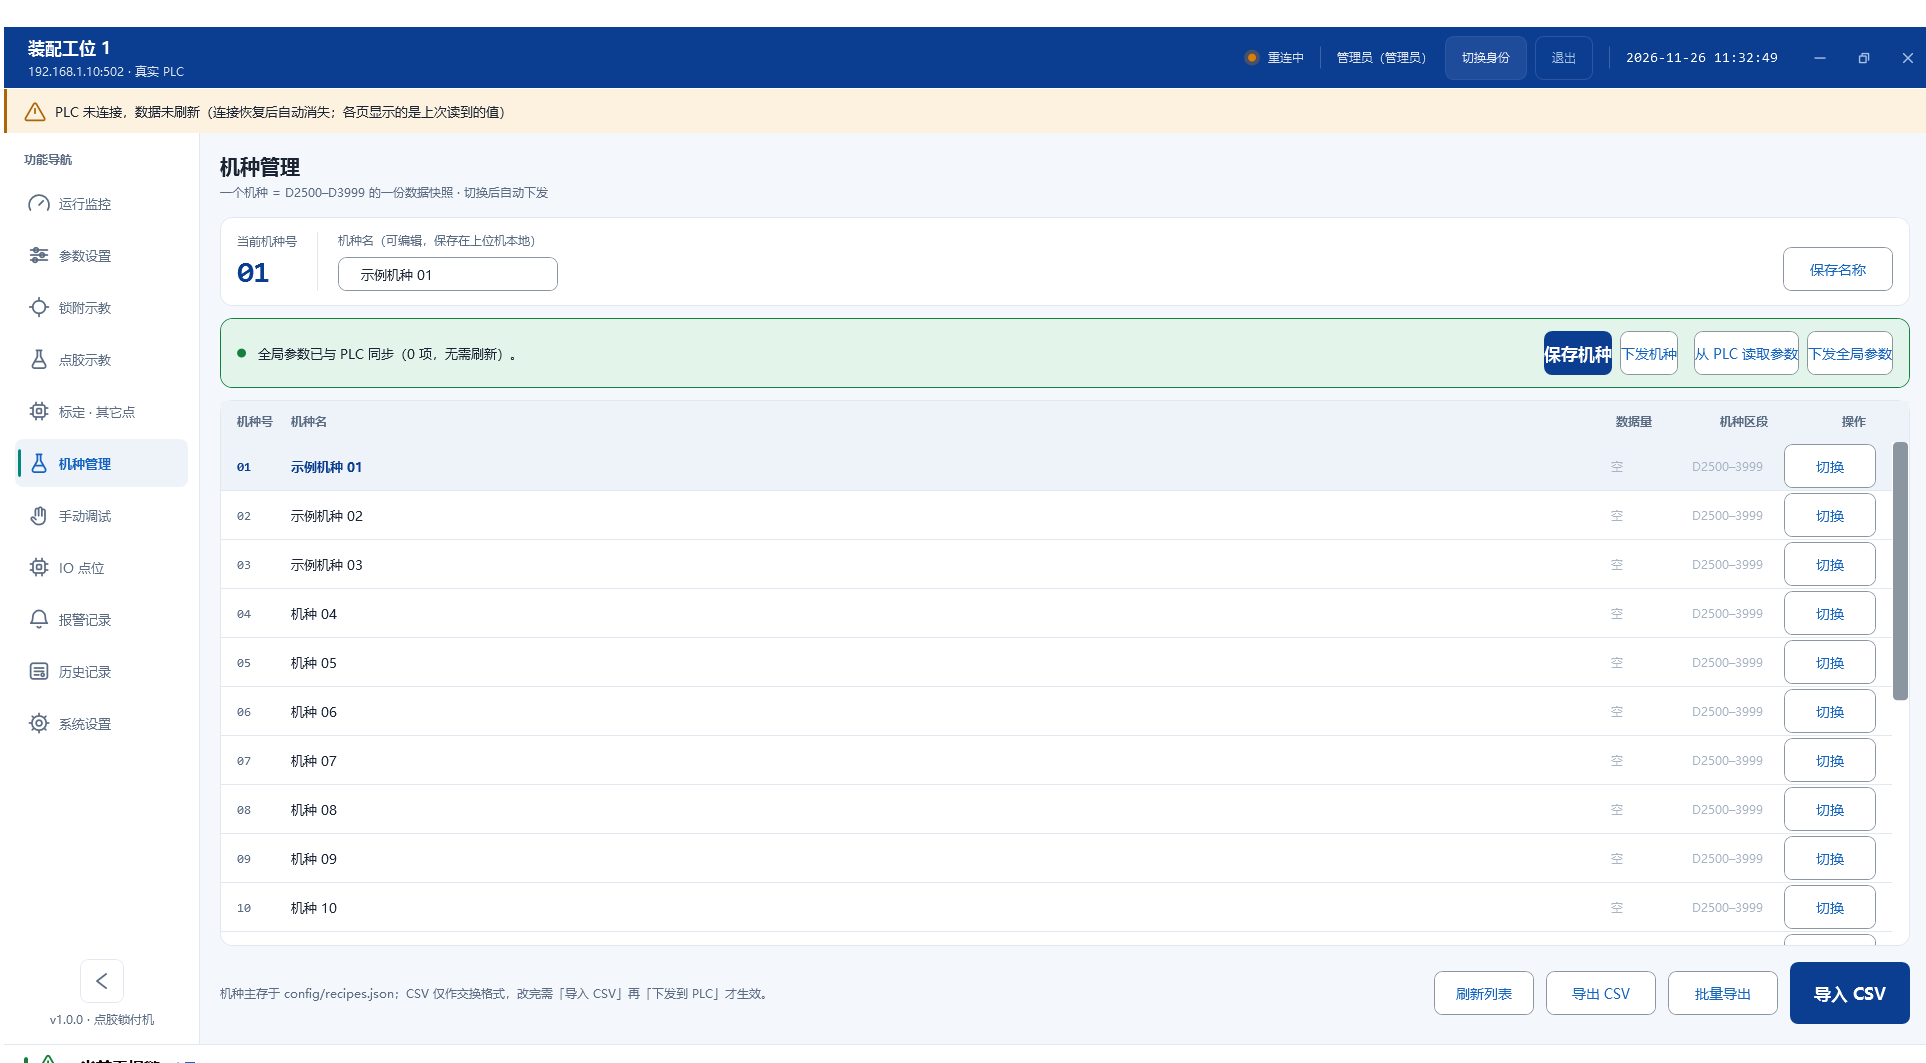 装配工位 1
192.168.1.10:502 · 真实 PLC
重连中
管理员（管理员）
切换身份
退出
2026-11-26 11:32:49
PLC 未连接，数据未刷新（连接恢复后自动消失；各页显示的是上次读到的值）
功能导航
运行监控
参数设置
锁附示教
点胶示教
标定 · 其它点
机种管理
手动调试
IO 点位
报警记录
历史记录
系统设置
v1.0.0 · 点胶锁付机
机种管理
一个机种 = D2500–D3999 的一份数据快照 · 切换后自动下发
当前机种号
01
机种名（可编辑，保存在上位机本地）
示例机种 01
保存名称
全局参数已与 PLC 同步（0 项，无需刷新）。
保存机种
下发机种
从 PLC 读取参数
下发全局参数
机种号 机种名 数据量 机种区段 操作
01 示例机种 01 空 D2500–3999 切换
02 示例机种 02 空 D2500–3999 切换
03 示例机种 03 空 D2500–3999 切换
04 机种 04 空 D2500–3999 切换
05 机种 05 空 D2500–3999 切换
06 机种 06 空 D2500–3999 切换
07 机种 07 空 D2500–3999 切换
08 机种 08 空 D2500–3999 切换
09 机种 09 空 D2500–3999 切换
10 机种 10 空 D2500–3999 切换
机种主存于 config/recipes.json；CSV 仅作交换格式，改完需「导入 CSV」再「下发到 PLC」才生效。
刷新列表
导出 CSV
批量导出
导入 CSV